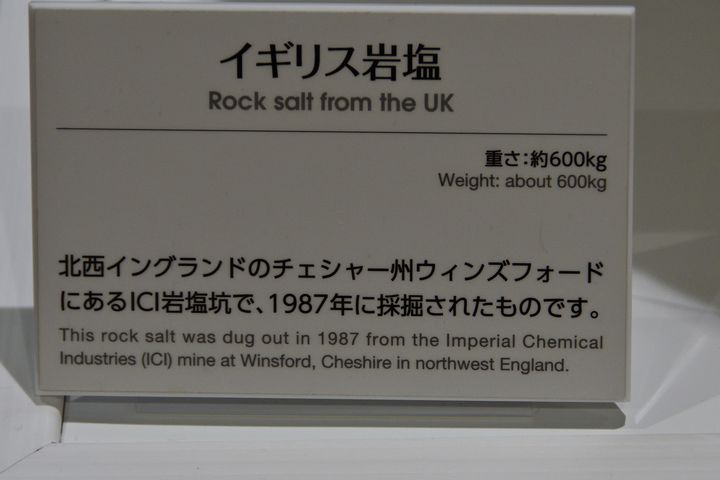 イギリス岩塩
Rock salt from the UK
重さ:約600kg
Weight: about 600kg
北西イングランドのチェシャー州ウィンズフォード
にあるICI岩塩坑で、1987年に採掘されたものです。
This rock salt was dug out in 1987 from the Imperial Chemical
Industries (ICI) mine at Winsford, Cheshire in northwest England.